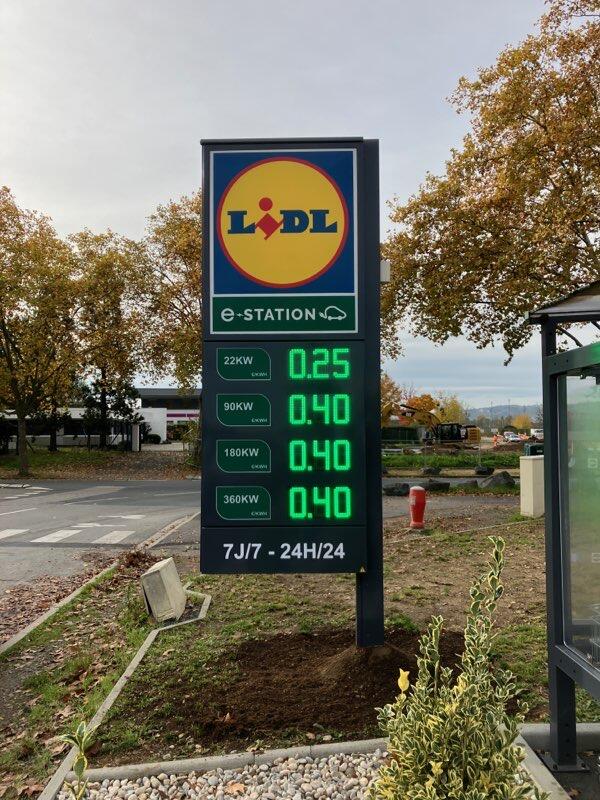 LIDL
e-STATION
22KW 0.25
€/KWH
90KW 0.40
€/KWH
180KW 0.40
€/KWH
360KW 0.40
€/KWH
7J/7 - 24H/24